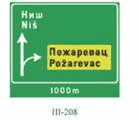 Ниш
Niš
Пожаревац
Požarevac
1000m
III-208